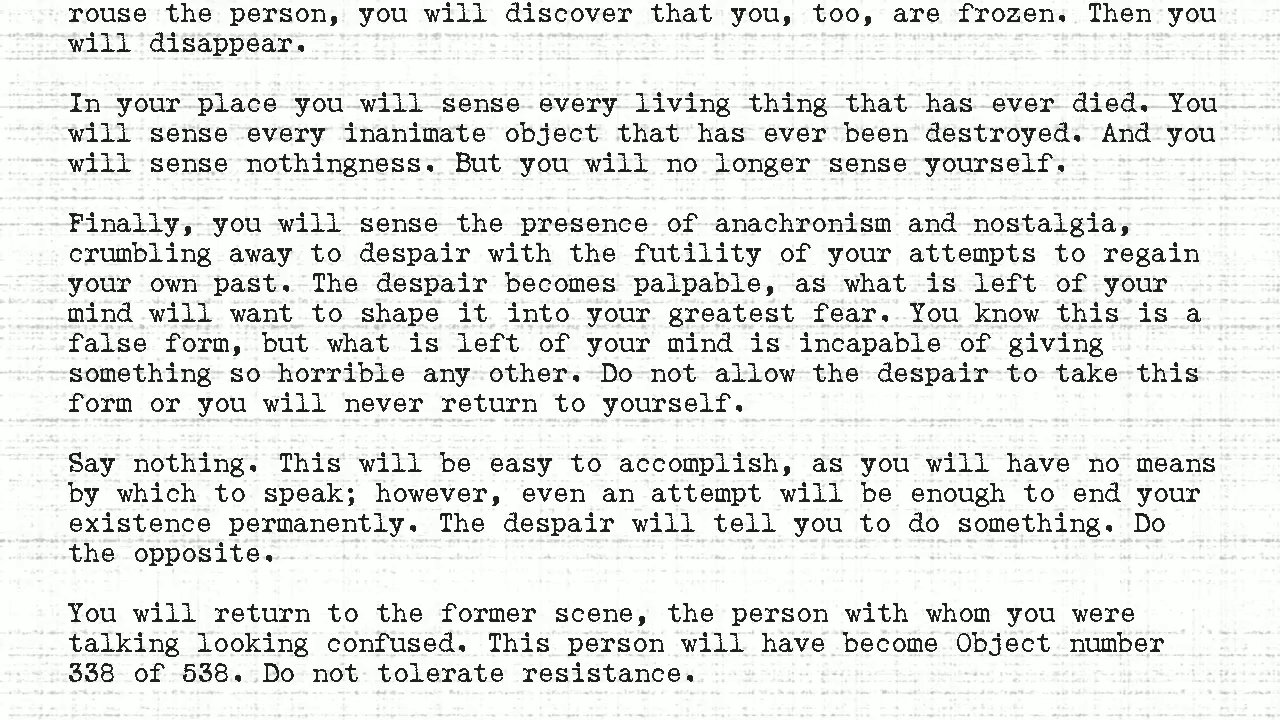 rouse the person, you will discover that you, too, are frozen. Then you
will disappear.
In your place you will sense every living thing that has ever died. You
will sense every inanimate object that has ever been destroyed. And you
will sense nothingness. But you will no longer sense yourself.
Finally, you will sense the presence of anachronism and nostalgia,
crumbling away to despair with the futility of your attempts to regain
your own past. The despair becomes palpable, as what is left of your
mind will want to shape it into your greatest fear. You know this is a
false form, but what is left of your mind is incapable of giving
something so horrible any other. Do not allow the despair to take this
form or you will never return to yourself.
Say nothing. This will be easy to accomplish, as you will have no means
by which to speak; however, even an attempt will be enough to end your
existence permanently. The despair will tell you to do something. Do
the opposite.
You will return to the former scene, the person with whom you were
talking looking confused. This person will have become Object number
338 of 538. Do not tolerate resistance.